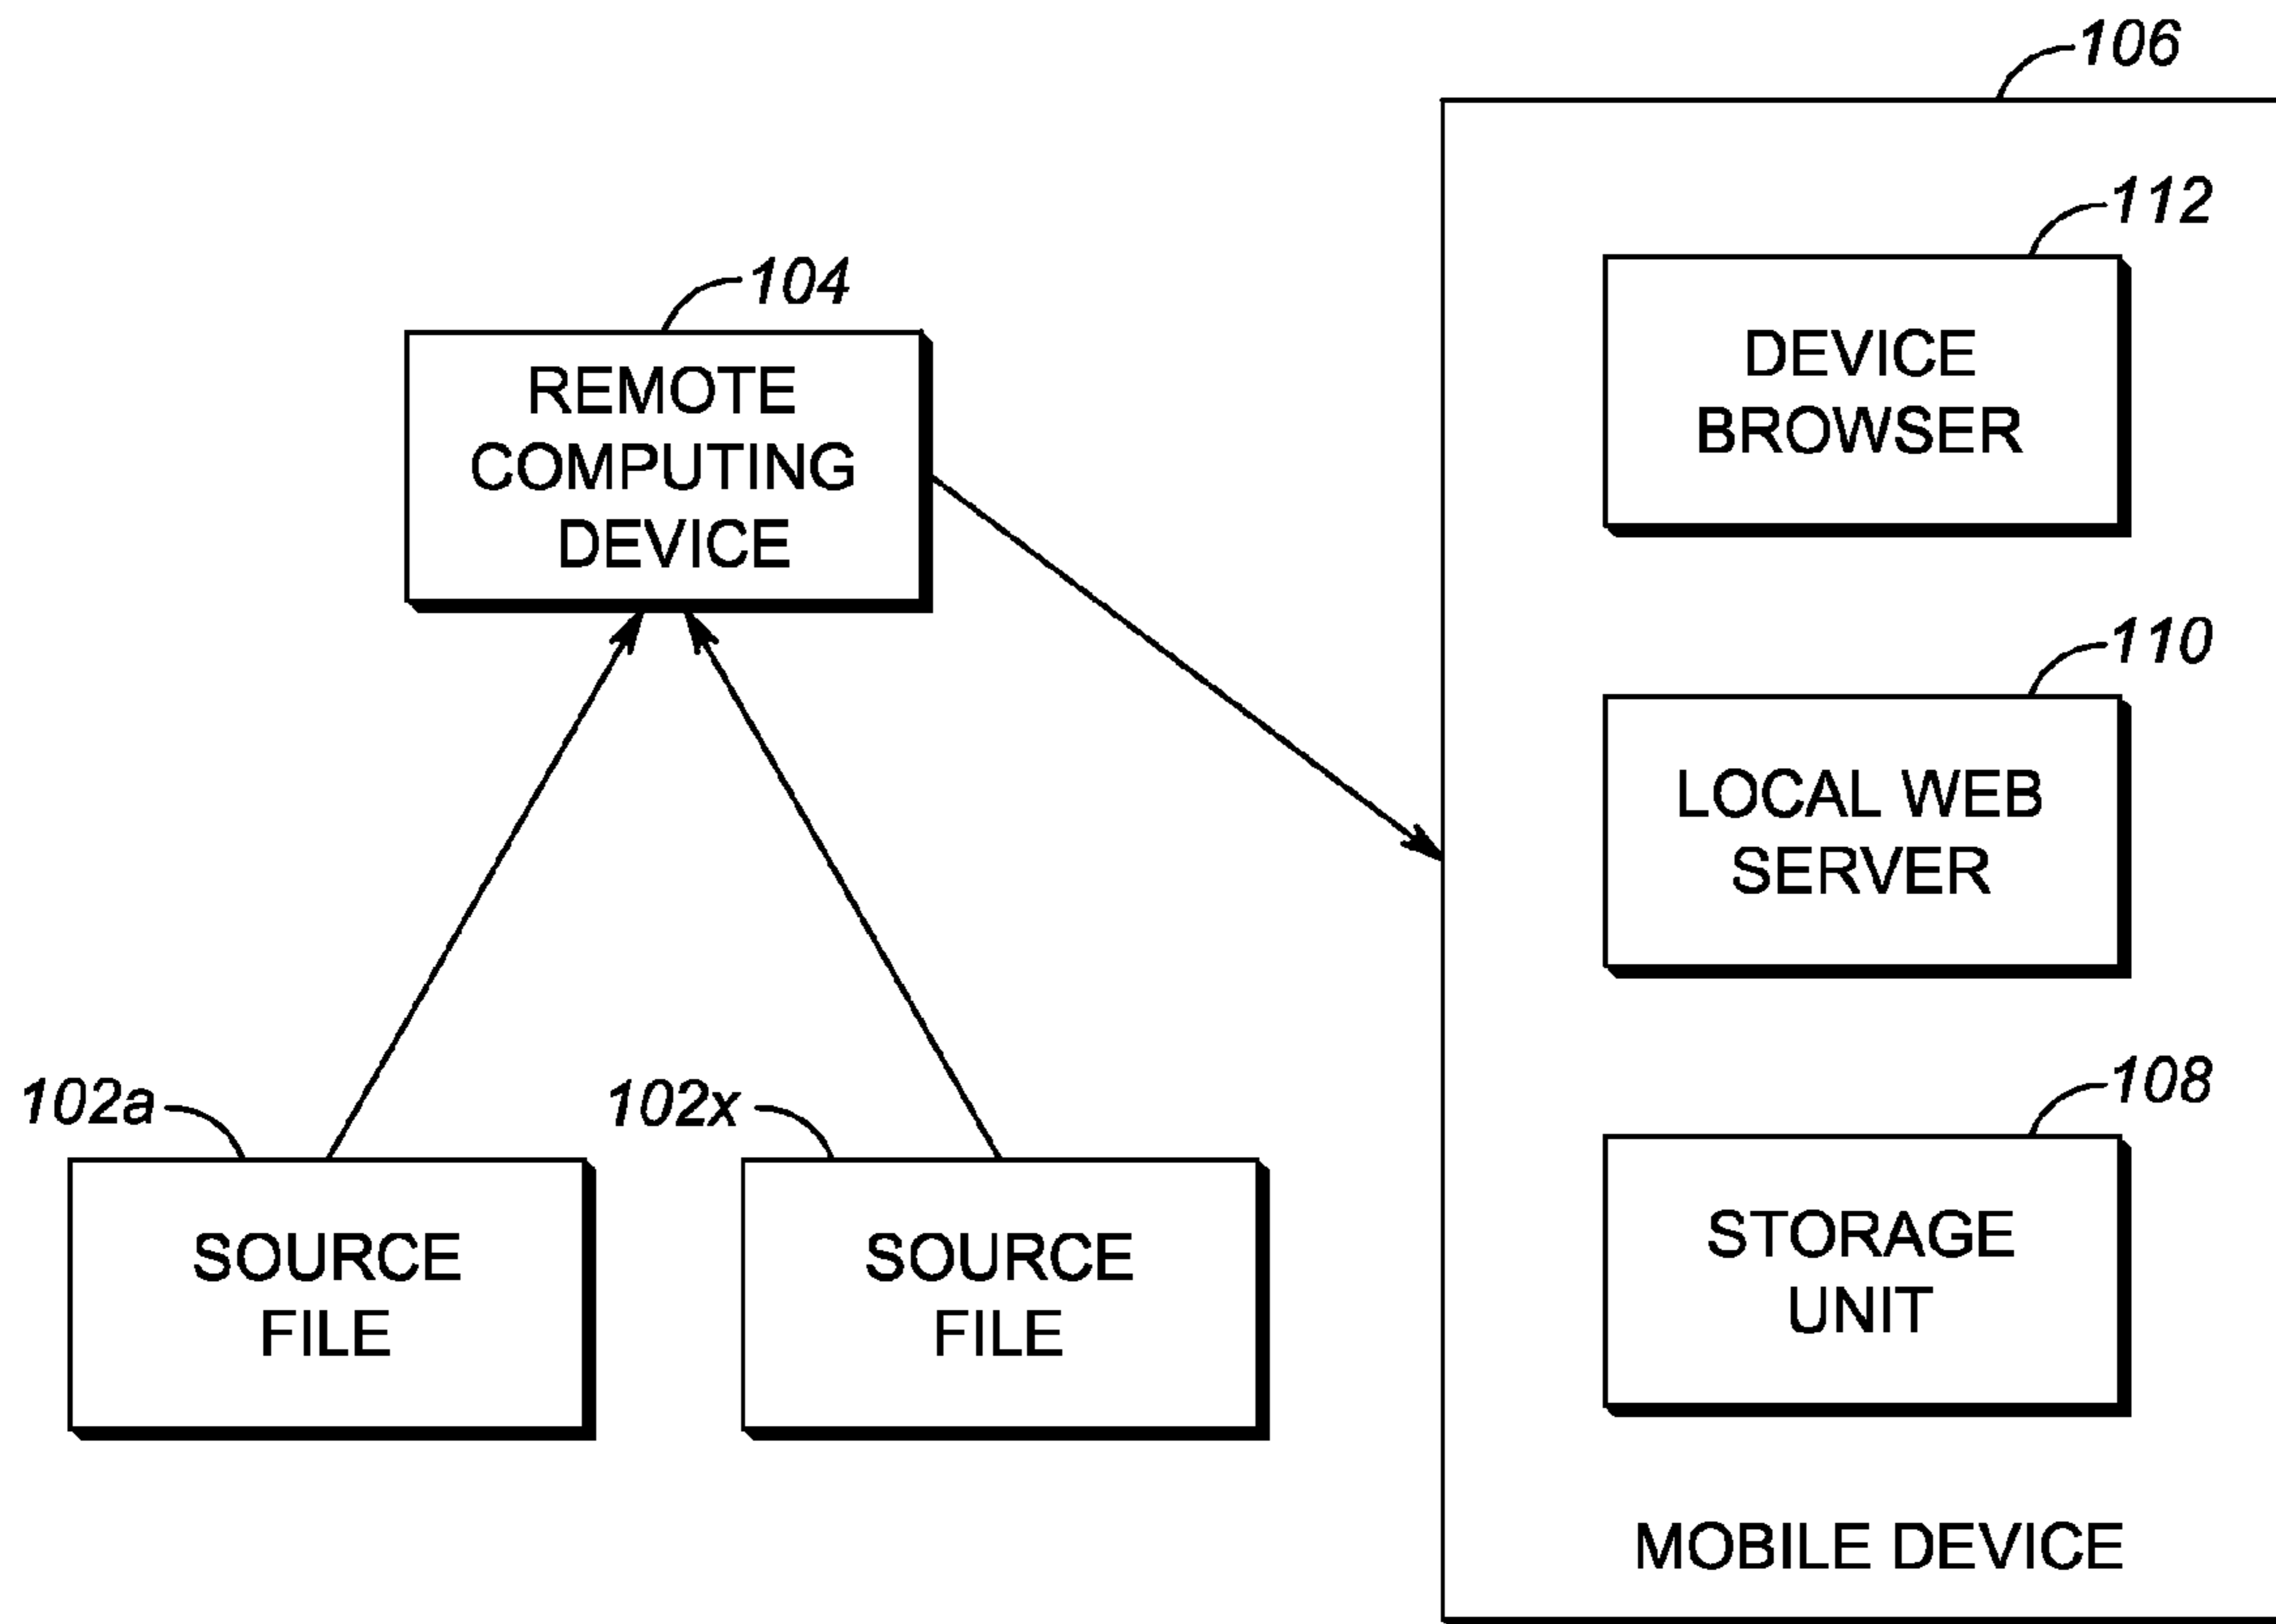 106
112
DEVICE
BROWSER
104
REMOTE
COMPUTING
DEVICE
110
LOCAL WEB
SERVER
102a
SOURCE
FILE
102x
SOURCE
FILE
108
STORAGE
UNIT
MOBILE DEVICE